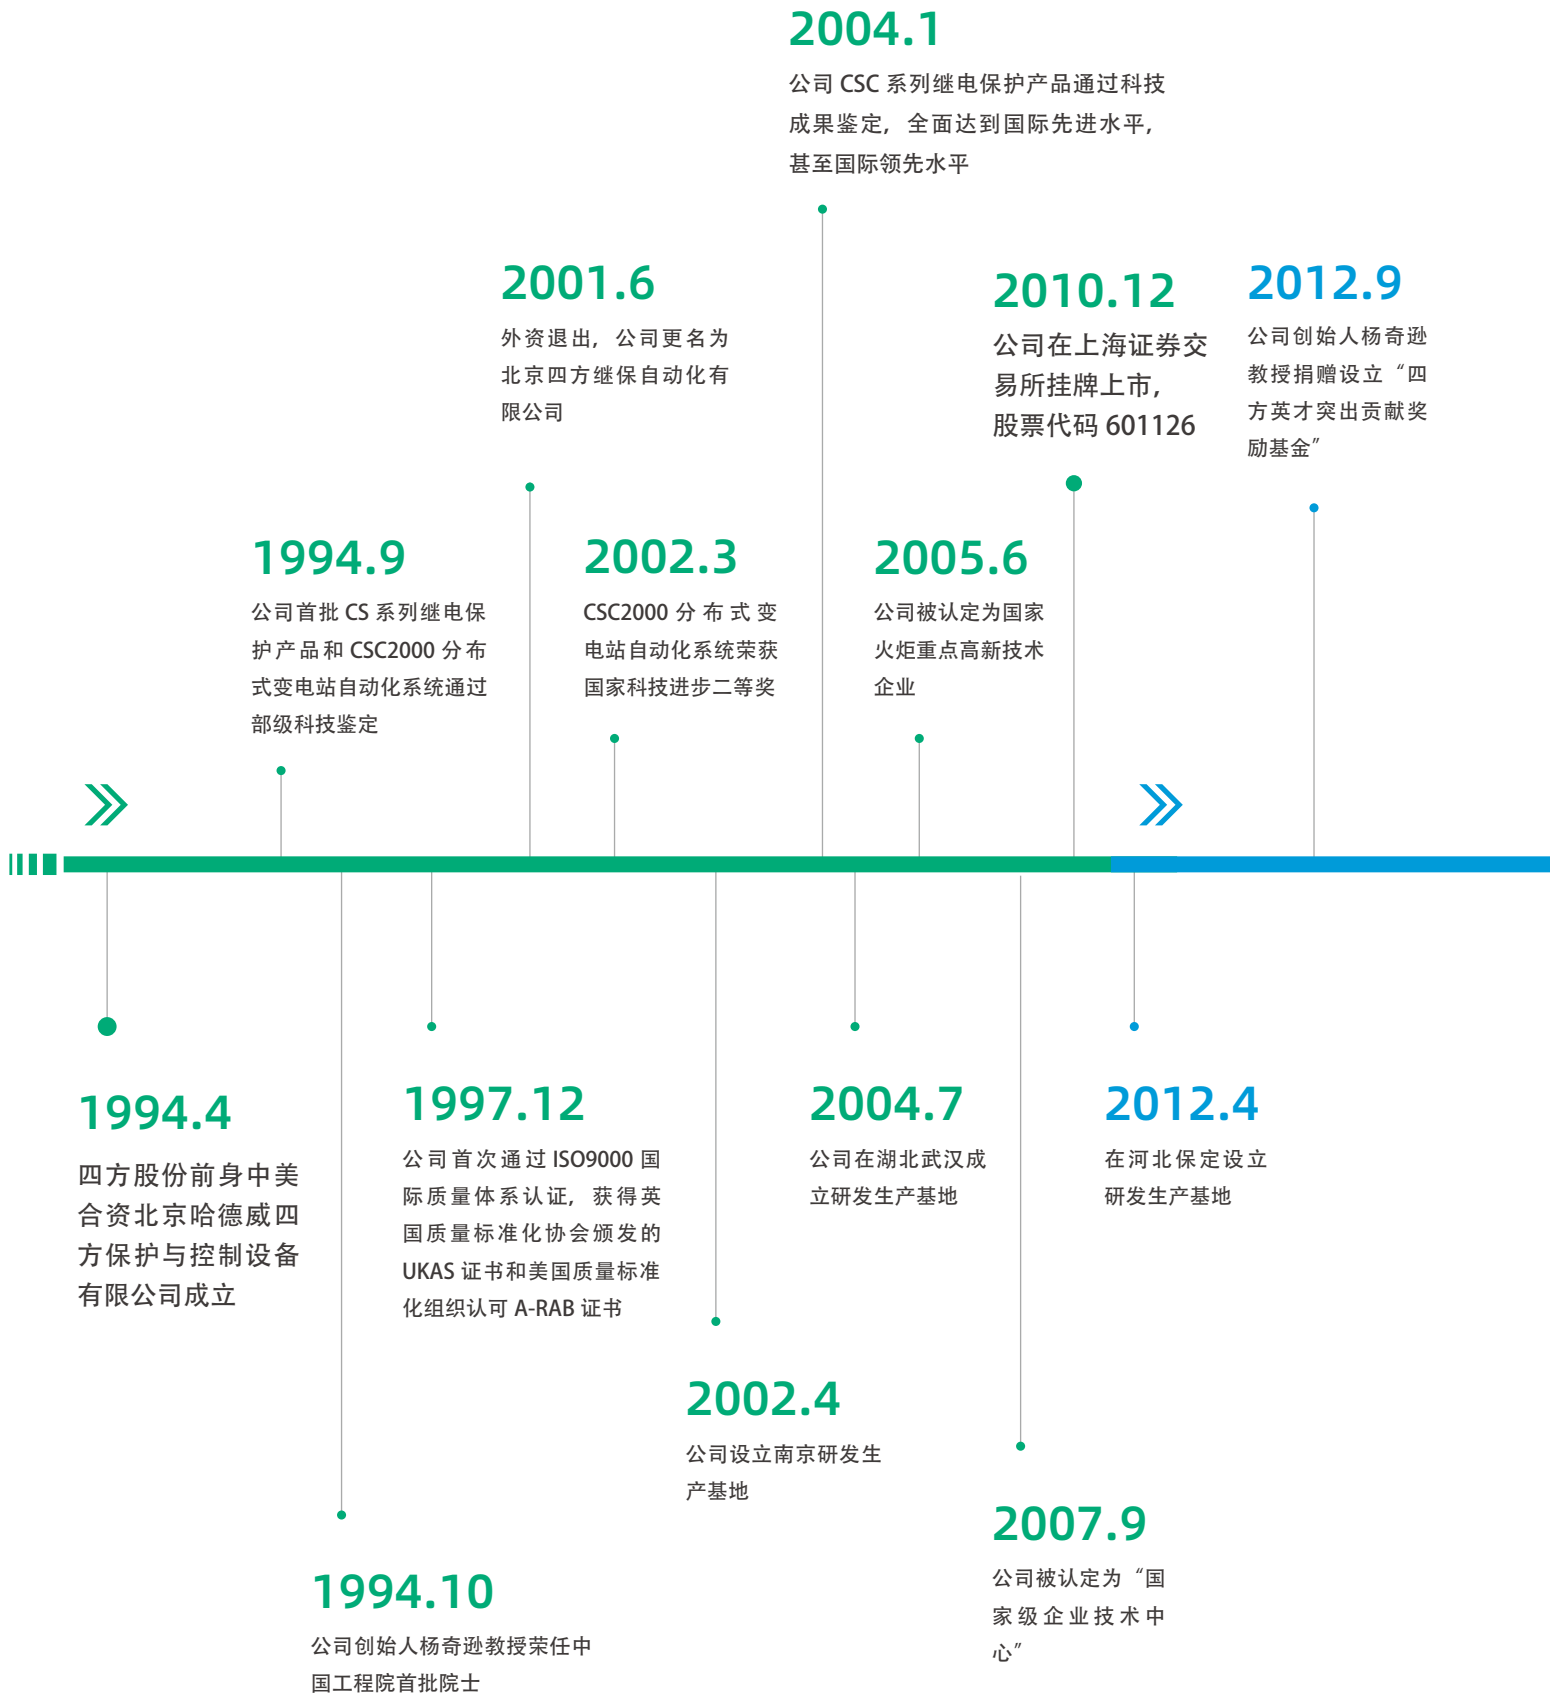 2004.1
公司 CSC 系列继电保护产品通过科技
成果鉴定，全面达到国际先进水平，
甚至国际领先水平
2001.6
外资退出，公司更名为
北京四方继保自动化有
限公司
2010.12
公司在上海证券交
易所挂牌上市，
股票代码 601126
2012.9
公司创始人杨奇逊
教授捐赠设立“四
方英才突出贡献奖
励基金”
1994.9
公司首批 CS 系列继电保
护产品和 CSC2000 分布
式变电站自动化系统通过
部级科技鉴定
2002.3
CSC2000 分布式变
电站自动化系统荣获
国家科技进步二等奖
2005.6
公司被认定为国家
火炬重点高新技术
企业
1994.4
四方股份前身中美
合资北京哈德威四
方保护与控制设备
有限公司成立
1997.12
公司首次通过 ISO9000 国
际质量体系认证，获得英
国质量标准化协会颁发的
UKAS 证书和美国质量标准
化组织认可 A-RAB 证书
2004.7
公司在湖北武汉成
立研发生产基地
2012.4
在河北保定设立
研发生产基地
2002.4
公司设立南京研发生
产基地
2007.9
公司被认定为“国
家级企业技术中
心”
1994.10
公司创始人杨奇逊教授荣任中
国工程院首批院士